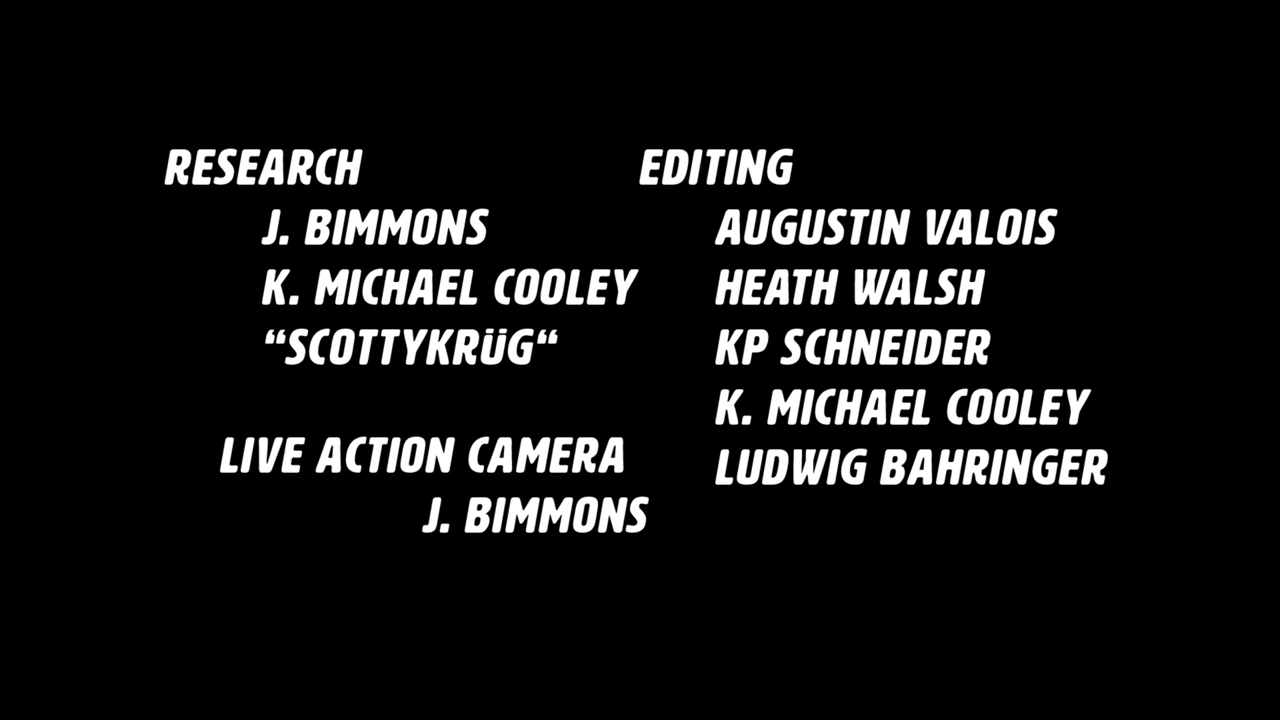 RESEARCH
J. BIMMONS
K. MICHAEL COOLEY
“SCOTTYKRÜG“
LIVE ACTION CAMERA
J. BIMMONS
EDITING
AUGUSTIN VALOIS
HEATH WALSH
KP SCHNEIDER
K. MICHAEL COOLEY
LUDWIG BAHRINGER